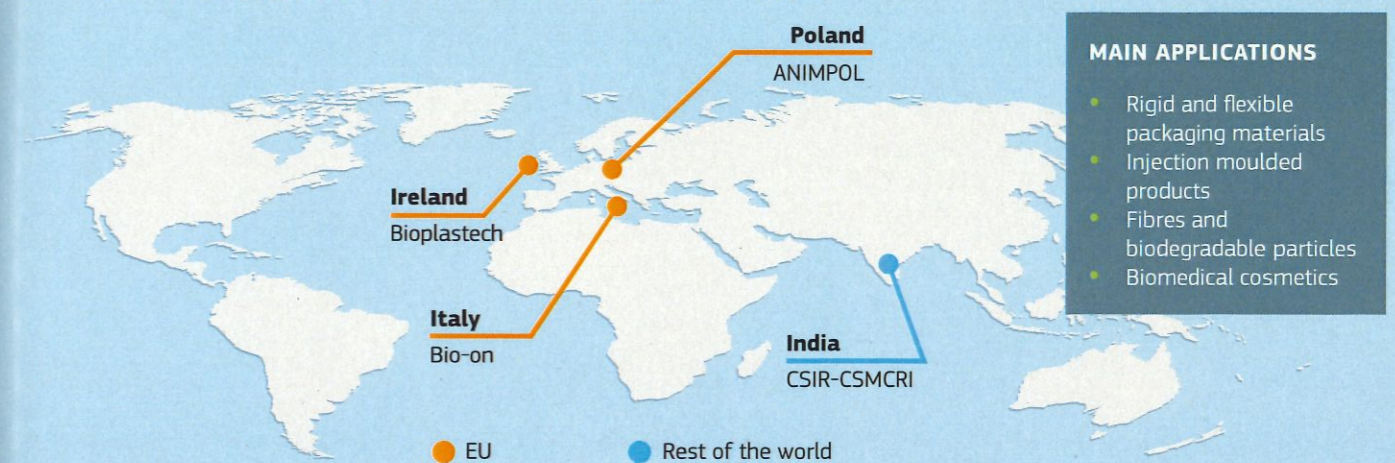 Poland
ANIMPOL
Ireland
Bioplastech
Italy
Bio-on
India
CSIR-CSMCRI
EU
Rest of the world
MAIN APPLICATIONS
• Rigid and flexible
packaging materials
• Injection moulded
products
• Fibres and
biodegradable particles
• Biomedical cosmetics